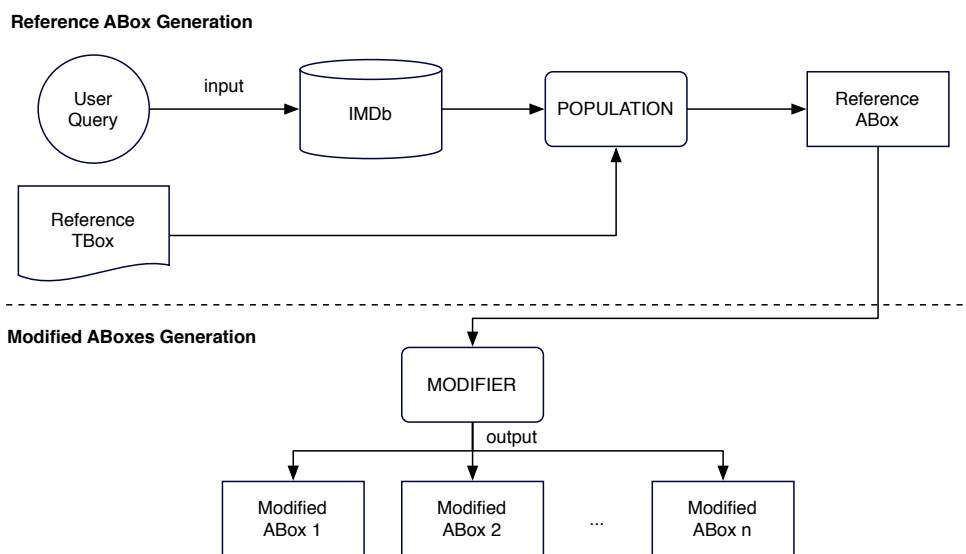 Reference ABox Generation
User
Query
input
IMDb
POPULATION
Reference
ABox
Reference
TBox
Modified ABoxes Generation
MODIFIER
output
Modified
ABox 1
Modified
ABox 2
...
Modified
ABox n